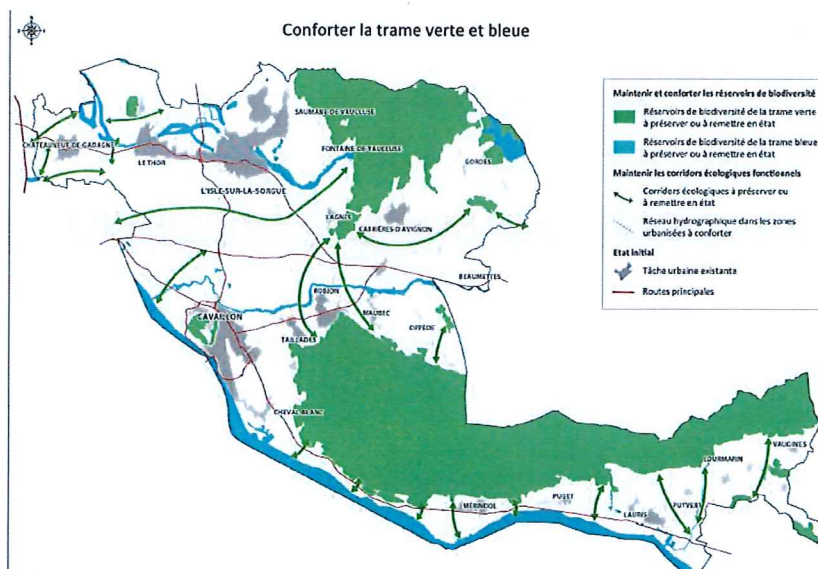 Conforter la trame verte et bleue
Maintenir et conforter les réservoirs de biodiversité
Réservoirs de biodiversité de la trame verte
à préserver ou à remettre en état
Réservoirs de biodiversité de la trame bleue
à préserver ou à remettre en état
Maintenir les corridors écologiques fonctionnels
Corridors écologiques à préserver ou
à remettre en état
Réseau hydrographique dans les zones
urbanisées à conforter
Etat initial
Tâche urbaine existante
Routes principales
SAUMANE-DE-VAUCLUSE
CHÂTEAUNEUF-DE-GADAGNE
LE THOR
FONTAINE-DE-VAUCLUSE
GORDES
L'ISLE-SUR-LA-SORGUE
LAGNES
CABRIÈRES-D'AVIGNON
BEAUMETTES
ROBION
CAVAILLON
MAUBEC
OPPÈDE
TAILLADES
CHEVAL-BLANC
VAUGINES
LOURMARIN
MÉRINDOL
PUGET
PUYVERT
LAURIS